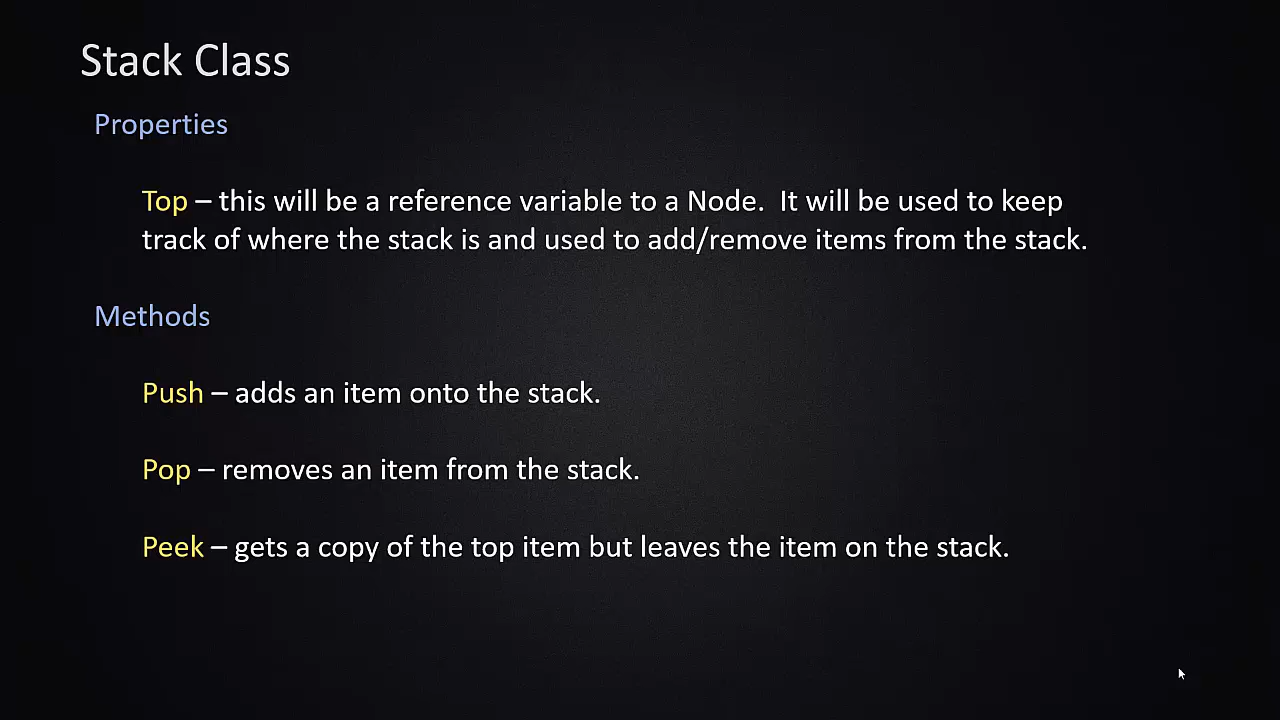 Stack Class
Properties
Top – this will be a reference variable to a Node.  It will be used to keep
track of where the stack is and used to add/remove items from the stack.
Methods
Push – adds an item onto the stack.
Pop – removes an item from the stack.
Peek – gets a copy of the top item but leaves the item on the stack.